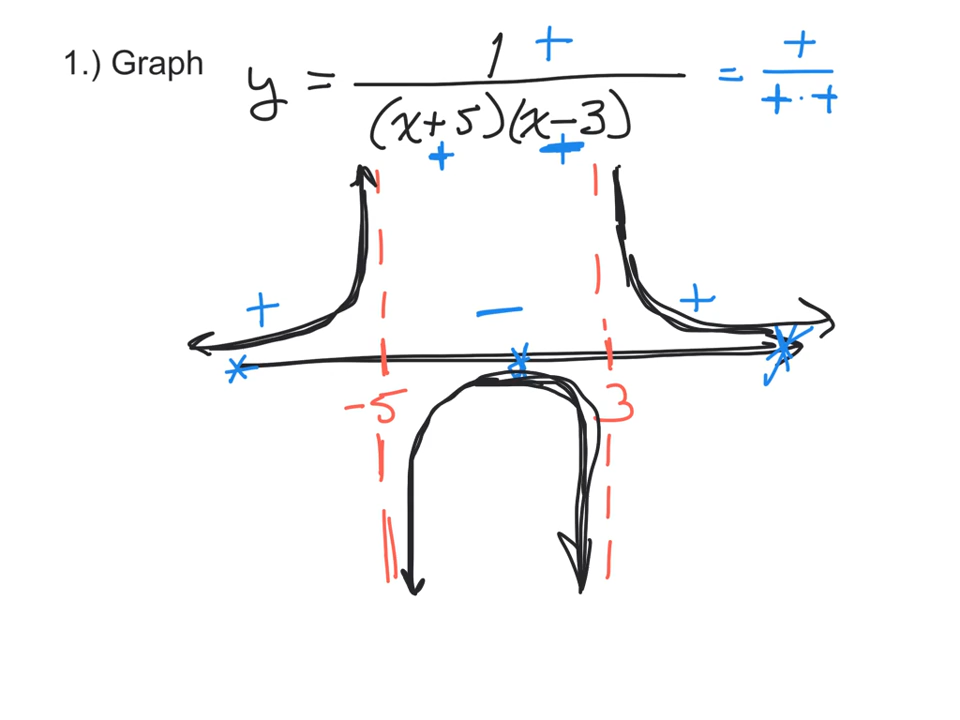 1.) Graph y = 1 / (x+5)(x-3) = + / + · +
+
+ +
+ - +
-5 3